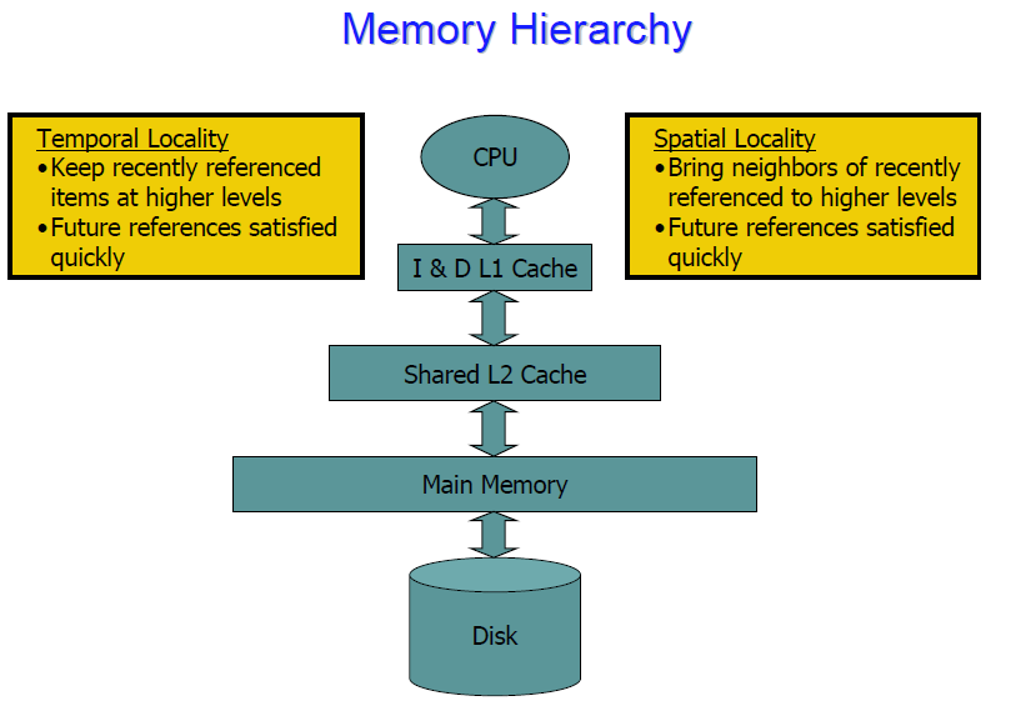 Memory Hierarchy
Temporal Locality
•Keep recently referenced
items at higher levels
•Future references satisfied
quickly
CPU
Spatial Locality
•Bring neighbors of recently
referenced to higher levels
•Future references satisfied
quickly
I & D L1 Cache
Shared L2 Cache
Main Memory
Disk